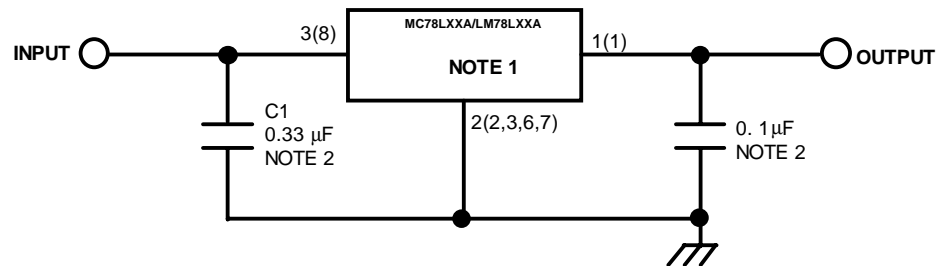 MC78LXXA/LM78LXXA
3(8)
1(1)
INPUT
NOTE 1
OUTPUT
C1
0.33 µF
NOTE 2
2(2,3,6,7)
0. 1µF
NOTE 2